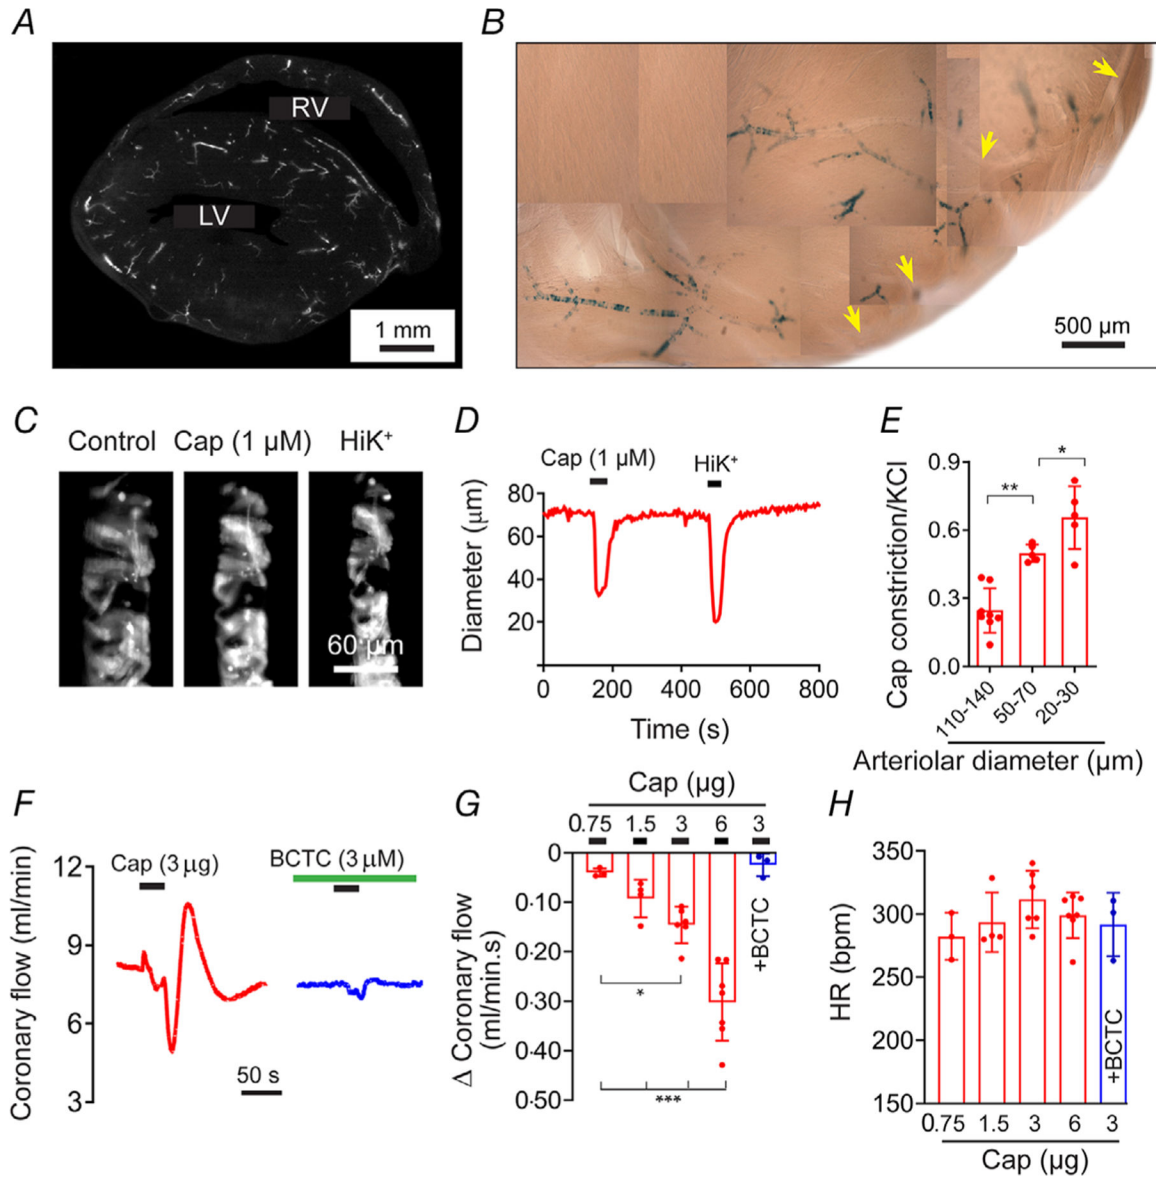 A
RV
LV
1 mm
B
500 μm
C
Control
Cap (1 μM)
HiK⁺
60 μm
D
Cap (1 μM)
HiK⁺
80
60
40
20
Diameter (μm)
0
200
400
600
800
Time (s)
E
0.9
0.6
0.3
0.0
Cap constriction/KCl
**
*
110-140
50-70
20-30
Arteriolar diameter (μm)
F
12
9
6
3
Coronary flow (ml/min)
Cap (3 μg)
BCTC (3 μM)
50 s
G
Cap (μg)
0.75
1.5
3
6
3
0
0·10
0·20
0·30
0·40
0·50
Δ Coronary flow
(ml/min.s)
+BCTC
*
***
H
350
300
250
200
150
HR (bpm)
+BCTC
0.75
1.5
3
6
3
Cap (μg)